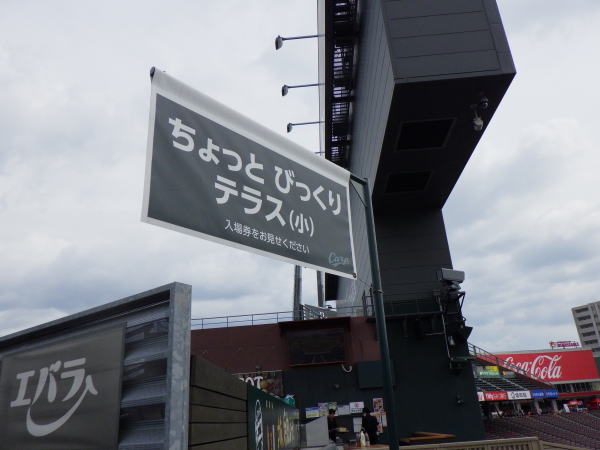 ちょっと びっくり
テラス(小)
入場券をお見せください
Carp
エバラ
Coca-Cola